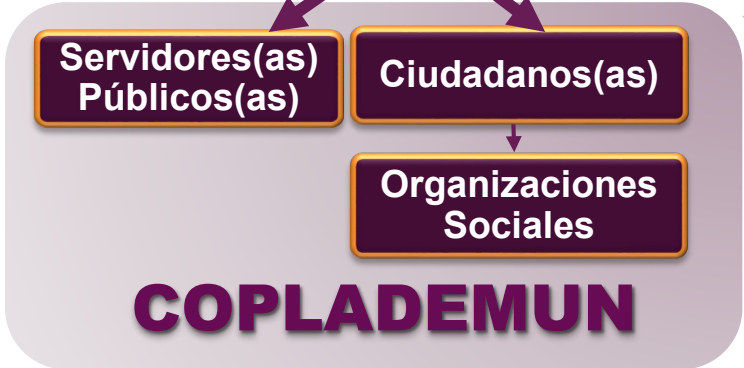 Servidores(as)
Públicos(as)
Ciudadanos(as)
Organizaciones
Sociales
COPLADEMUN